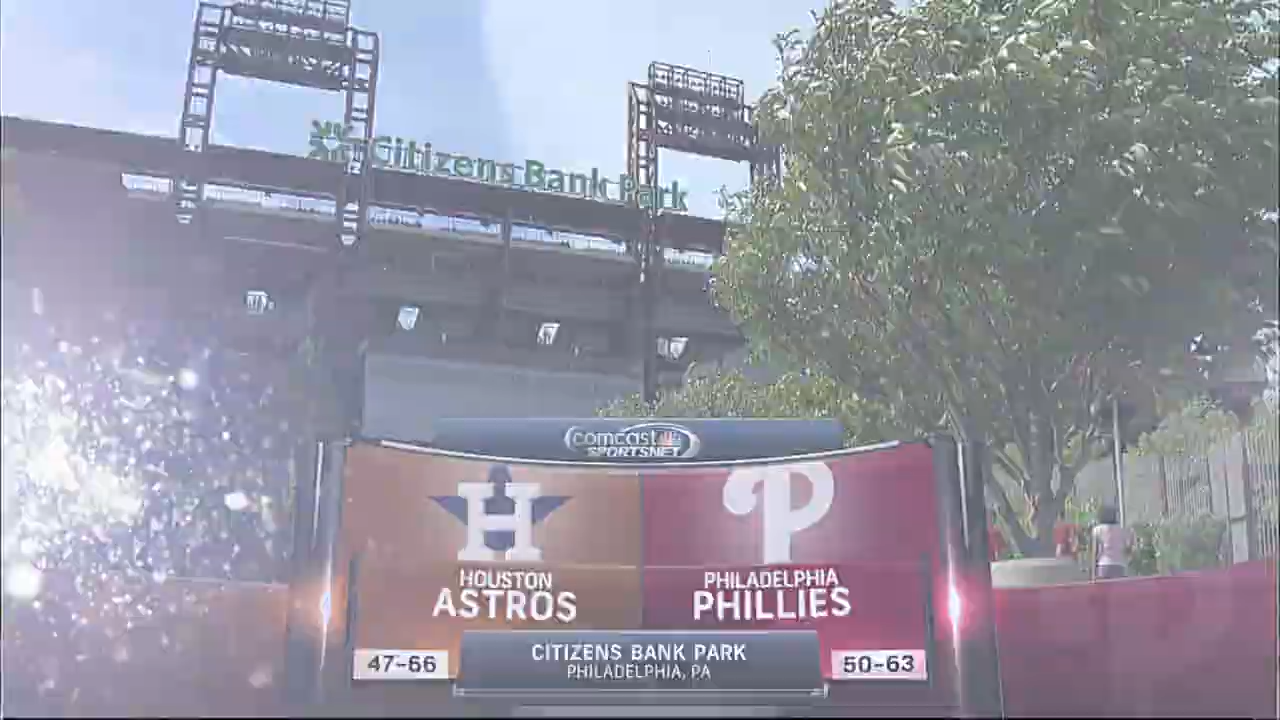 Citizens Bank Park
comcast
SPORTSNET
H
P
HOUSTON
ASTROS
PHILADELPHIA
PHILLIES
47-66
CITIZENS BANK PARK
PHILADELPHIA, PA
50-63